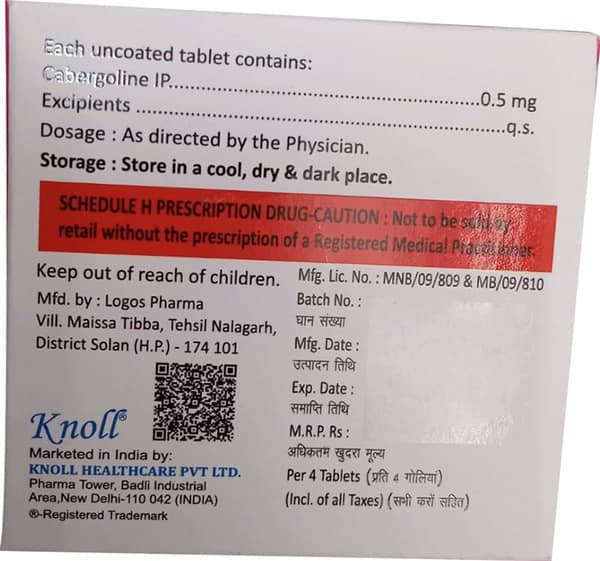 Each uncoated tablet contains:
Cabergoline IP..................................................0.5 mg
Excipients ..........................................................q.s.
Dosage : As directed by the Physician.
Storage : Store in a cool, dry & dark place.
SCHEDULE H PRESCRIPTION DRUG-CAUTION : Not to be sold by
retail without the prescription of a Registered Medical Practitioner.
Keep out of reach of children.
Mfd. by : Logos Pharma
Vill. Maissa Tibba, Tehsil Nalagarh,
District Solan (H.P.) - 174 101
Knoll®
Marketed in India by:
KNOLL HEALTHCARE PVT LTD.
Pharma Tower, Badli Industrial
Area,New Delhi-110 042 (INDIA)
®-Registered Trademark
Mfg. Lic. No. : MNB/09/809 & MB/09/810
Batch No. :
घान संख्या
Mfg. Date :
उत्पादन तिथि
Exp. Date :
समाप्ति तिथि
M.R.P. Rs :
अधिकतम खुदरा मूल्य
Per 4 Tablets (प्रति 4 गोलियां)
(Incl. of all Taxes) (सभी करों सहित)